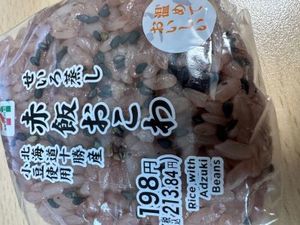 お温めで
おいしい
せいろ蒸し
赤飯おこわ
北海道十勝産
小豆使用
198円
税込213.84円
Rice with
Adzuki
Beans